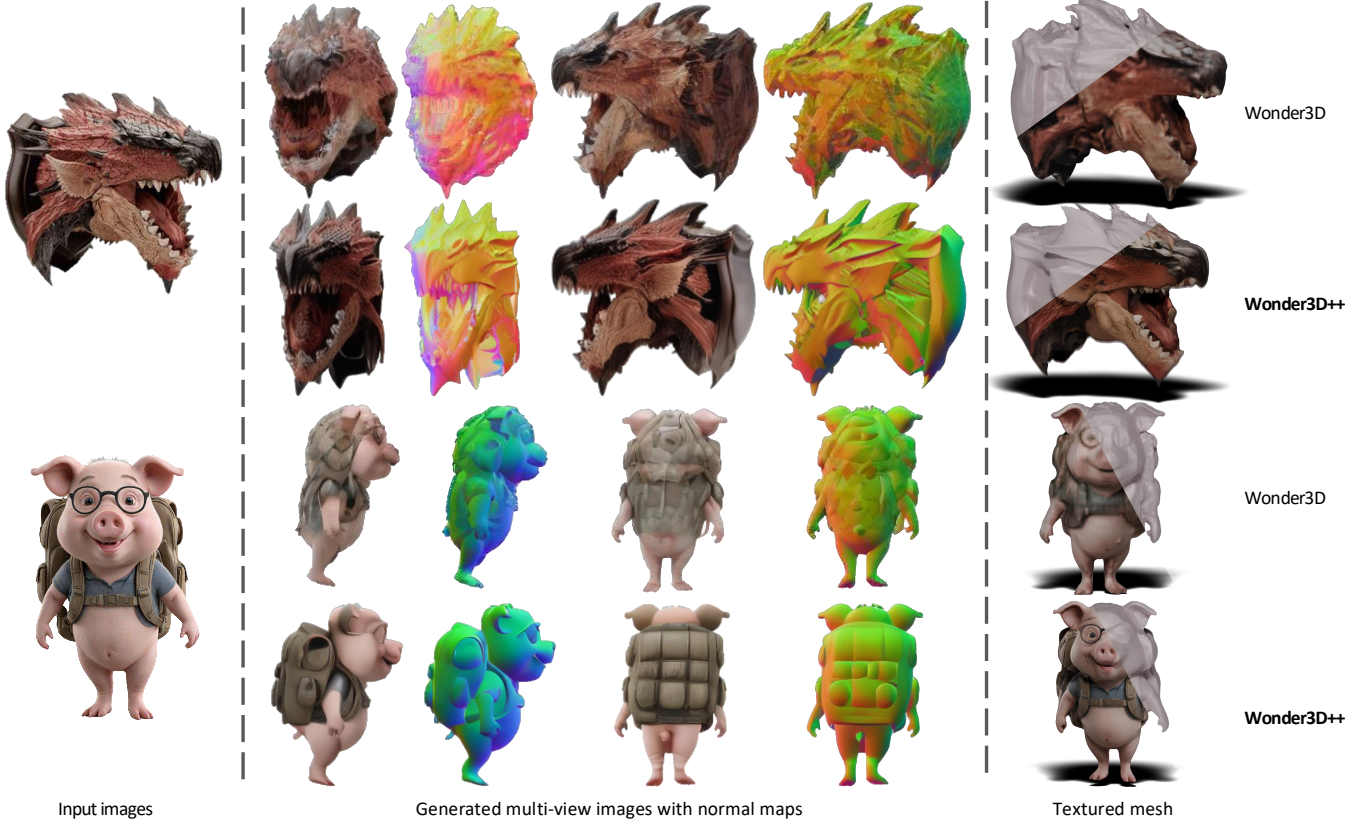 Wonder3D
Wonder3D++
Wonder3D
Wonder3D++
Input images
Generated multi-view images with normal maps
Textured mesh